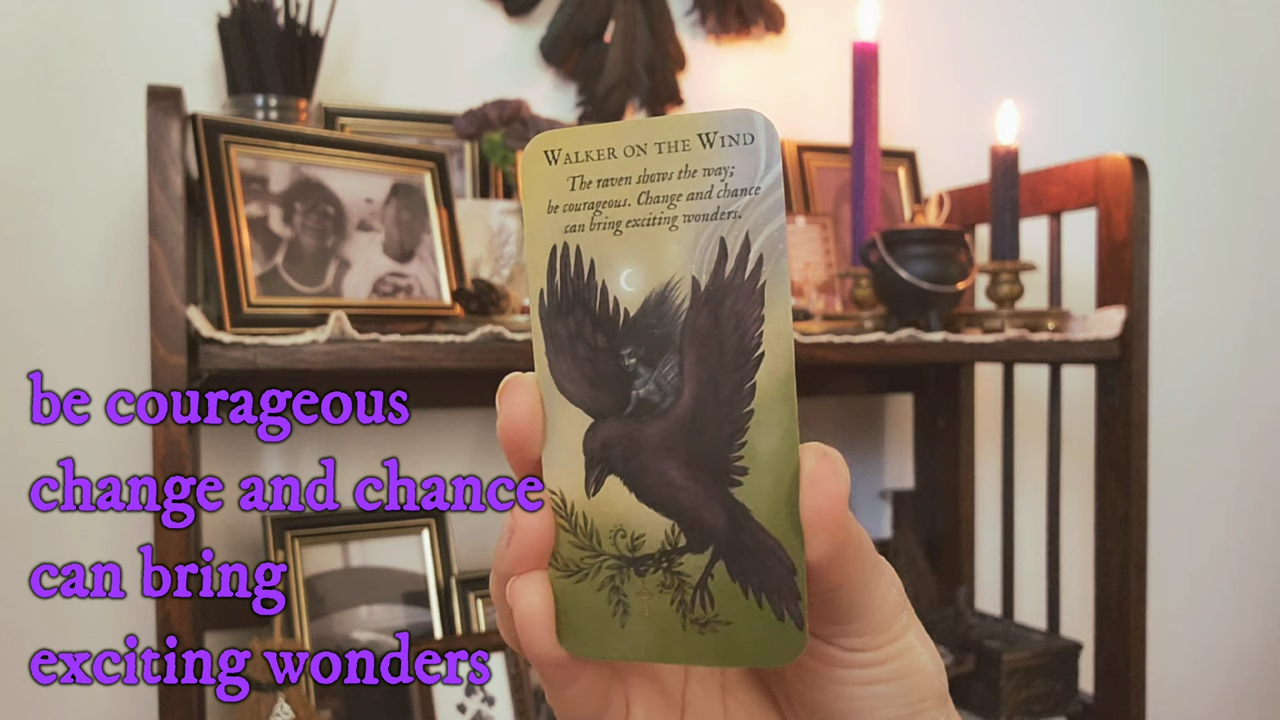 WALKER ON THE WIND
The raven shows the way;
be courageous. Change and chance
can bring exciting wonders.
be courageous
change and chance
can bring
exciting wonders